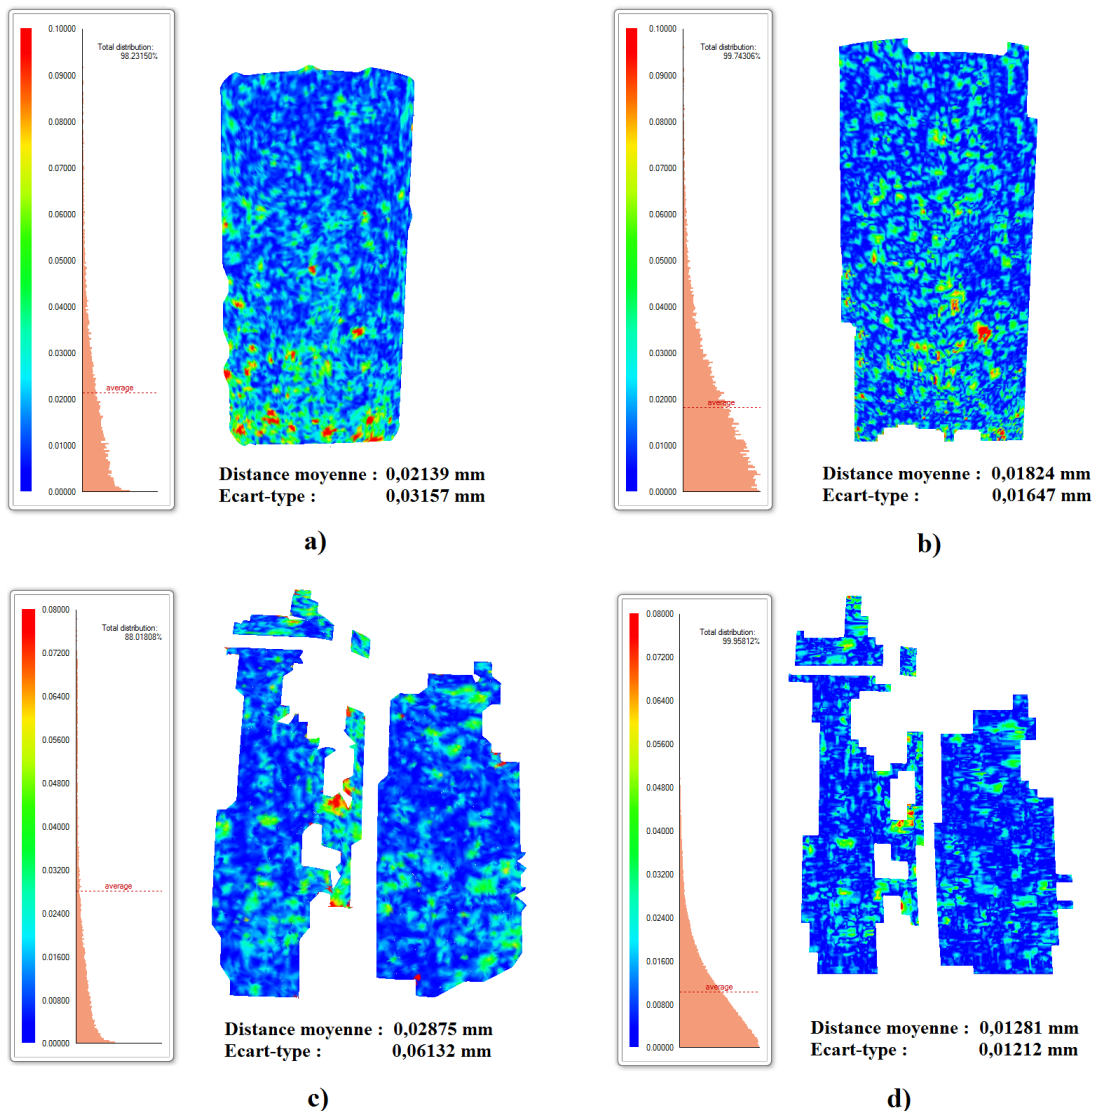 0.10000
0.09000
0.08000
0.07000
0.06000
0.05000
0.04000
0.03000
0.02000
0.01000
0.00000
Total distribution:
98.23150%
average
Distance moyenne : 0,02139 mm
Ecart-type : 0,03157 mm
a)
0.10000
0.09000
0.08000
0.07000
0.06000
0.05000
0.04000
0.03000
0.02000
0.01000
0.00000
Total distribution:
99.74306%
average
Distance moyenne : 0,01824 mm
Ecart-type : 0,01647 mm
b)
0.08000
0.07200
0.06400
0.05600
0.04800
0.04000
0.03200
0.02400
0.01600
0.00800
0.00000
Total distribution:
88.01808%
average
Distance moyenne : 0,02875 mm
Ecart-type : 0,06132 mm
c)
0.08000
0.07200
0.06400
0.05600
0.04800
0.04000
0.03200
0.02400
0.01600
0.00800
0.00000
Total distribution:
99.95812%
average
Distance moyenne : 0,01281 mm
Ecart-type : 0,01212 mm
d)